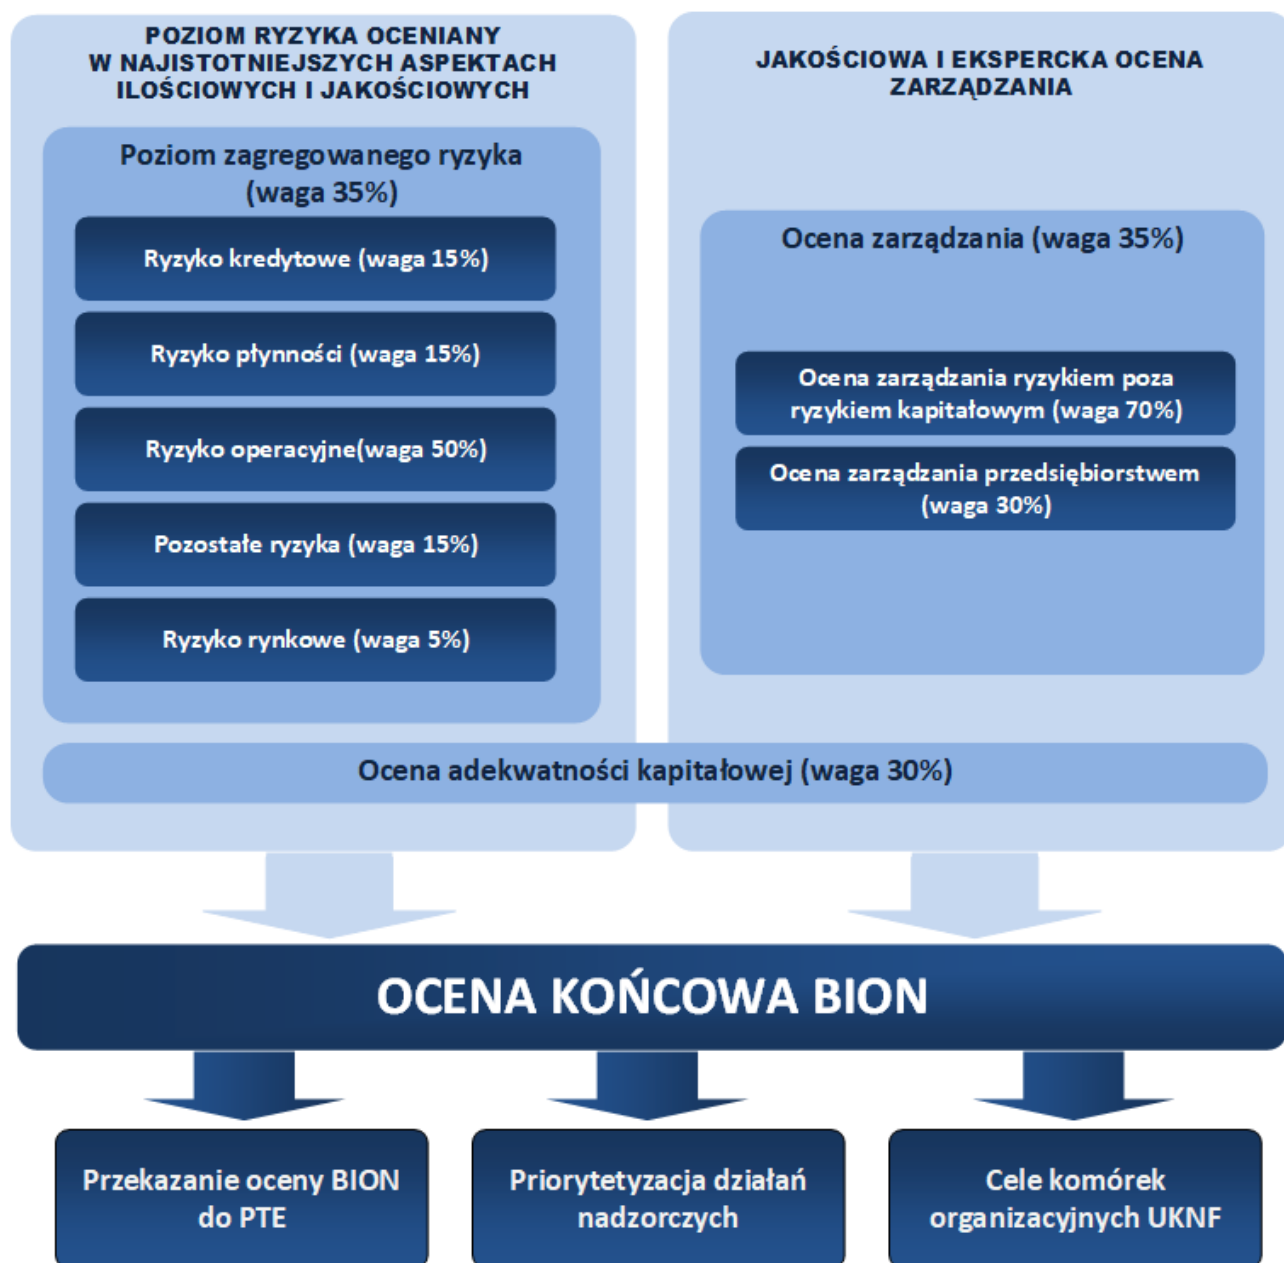 POZIOM RYZYKA OCENIANY
W NAJISTOTNIEJSZYCH ASPEKTACH
ILOŚCIOWYCH I JAKOŚCIOWYCH
Poziom zagregowanego ryzyka
(waga 35%)
Ryzyko kredytowe (waga 15%)
Ryzyko płynności (waga 15%)
Ryzyko operacyjne(waga 50%)
Pozostałe ryzyka (waga 15%)
Ryzyko rynkowe (waga 5%)
JAKOŚCIOWA I EKSPERCKA OCENA
ZARZĄDZANIA
Ocena zarządzania (waga 35%)
Ocena zarządzania ryzykiem poza
ryzykiem kapitałowym (waga 70%)
Ocena zarządzania przedsiębiorstwem
(waga 30%)
Ocena adekwatności kapitałowej (waga 30%)
OCENA KOŃCOWA BION
Przekazanie oceny BION
do PTE
Priorytetyzacja działań
nadzorczych
Cele komórek
organizacyjnych UKNF